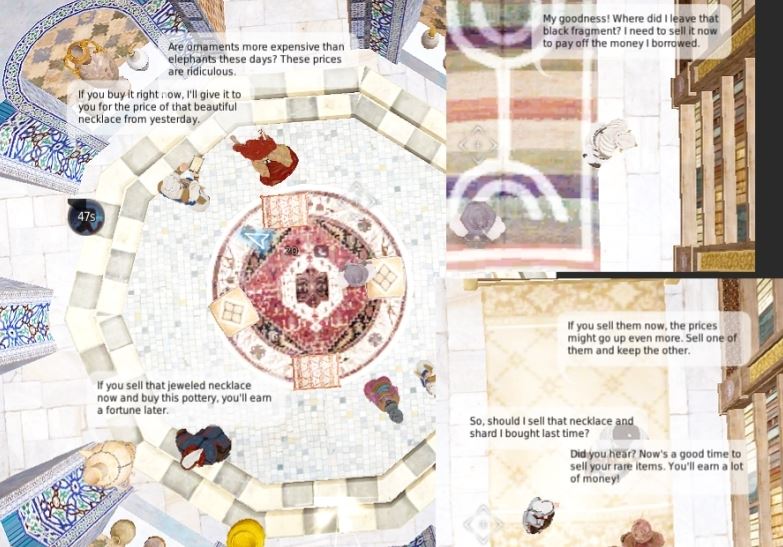 Are ornaments more expensive than
elephants these days? These prices
are ridiculous.
If you buy it right now, I'll give it to
you for the price of that beautiful
necklace from yesterday.
47s
If you sell that jeweled necklace
now and buy this pottery, you'll earn
a fortune later.
My goodness! Where did I leave that
black fragment? I need to sell it now
to pay off the money I borrowed.
If you sell them now, the prices
might go up even more. Sell one of
them and keep the other.
So, should I sell that necklace and
shard I bought last time?
Did you hear? Now's a good time to
sell your rare items. You'll earn a lot
of money!